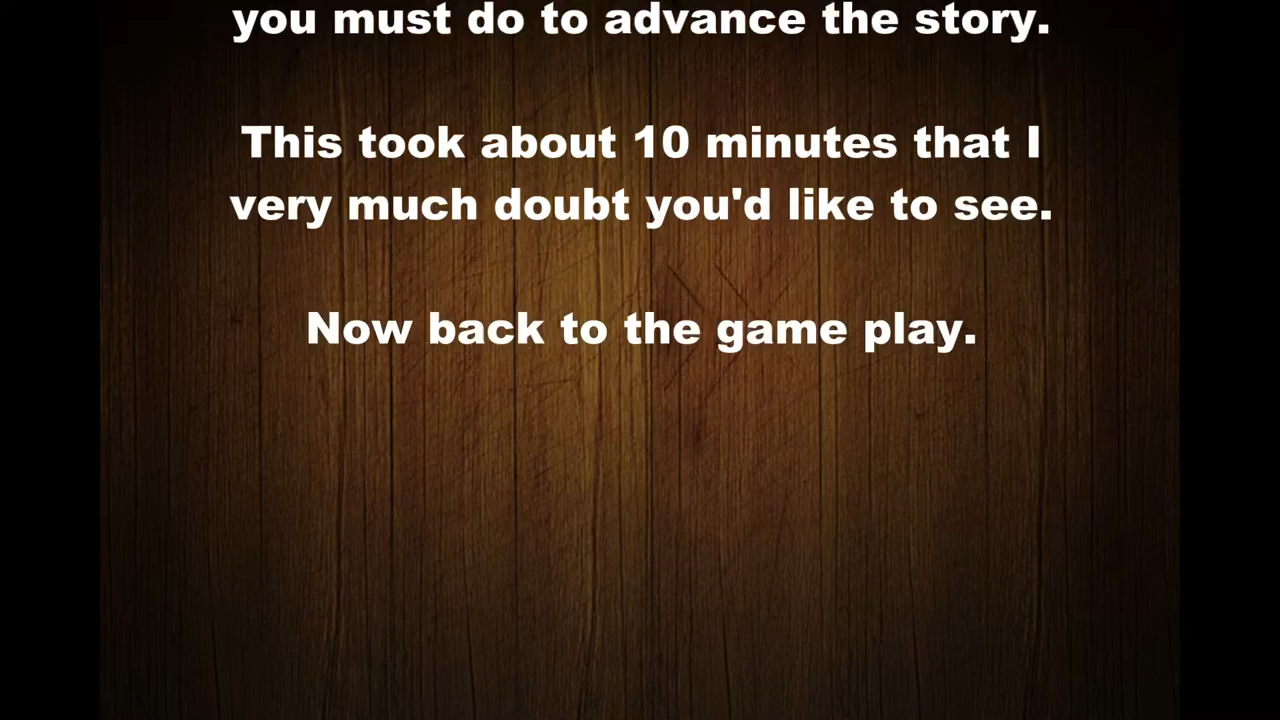 you must do to advance the story.
This took about 10 minutes that I
very much doubt you'd like to see.
Now back to the game play.